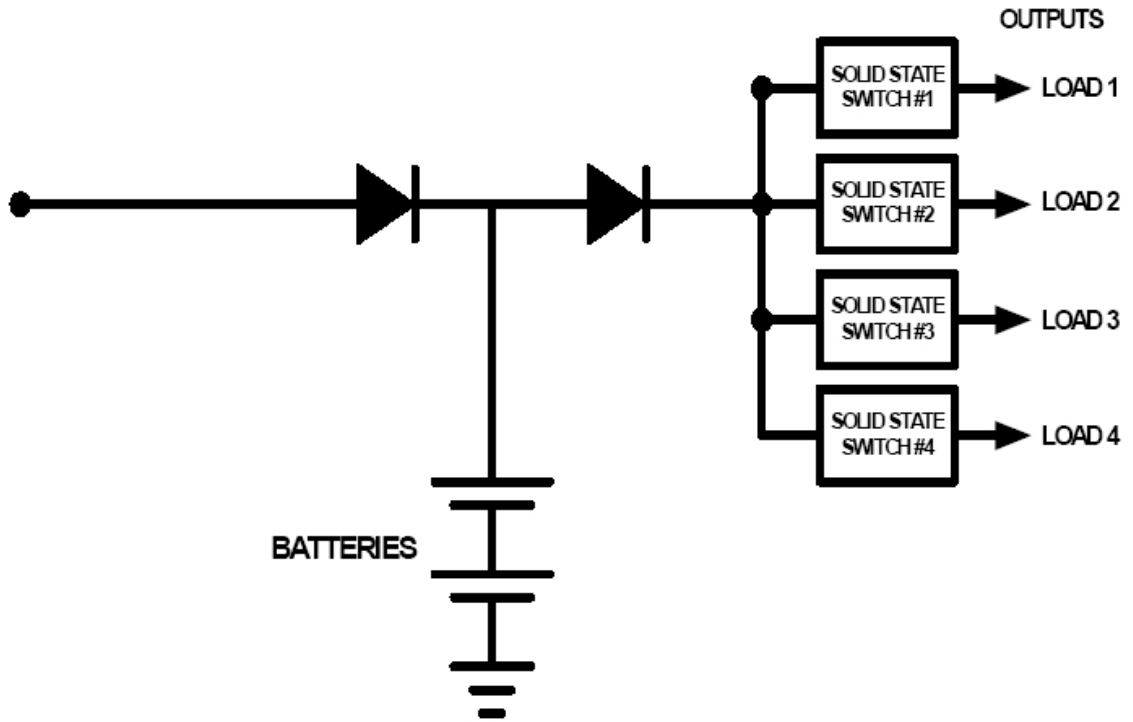 OUTPUTS
SOLID STATE
SWITCH #1
LOAD 1
SOLID STATE
SWITCH #2
LOAD 2
SOLID STATE
SWITCH #3
LOAD 3
SOLID STATE
SWITCH #4
LOAD 4
BATTERIES